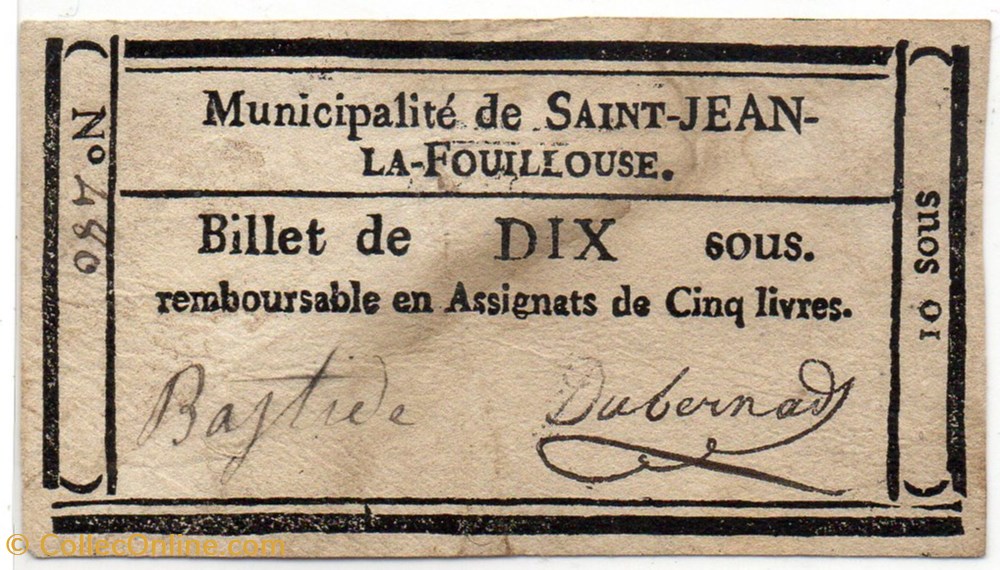 Municipalité de SAINT-JEAN-
LA-FOUILLOUSE.
Billet de DIX sous.
remboursable en Assignats de Cinq livres.
Bastide
Dubernad
No 480
10 sous
© CollecOnline.com